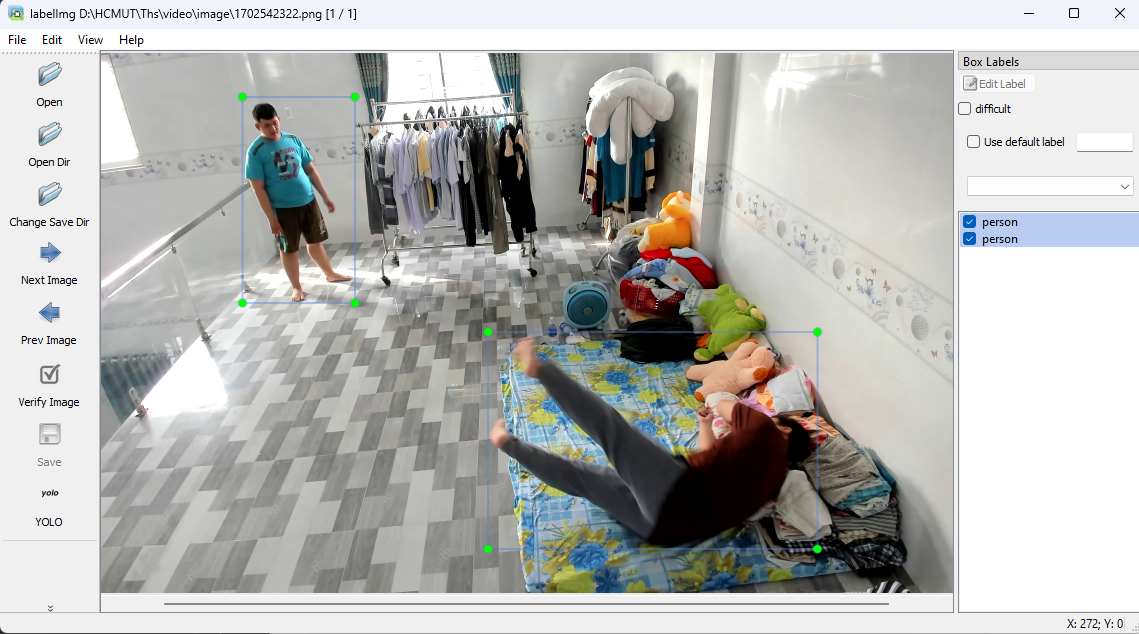 labelImg D:\HCMUT\Ths\video\image\1702542322.png [1 / 1]
File Edit View Help
Open
Open Dir
Change Save Dir
Next Image
Prev Image
Verify Image
Save
yolo
YOLO
Box Labels
Edit Label
difficult
Use default label
person
person
X: 272; Y: 0